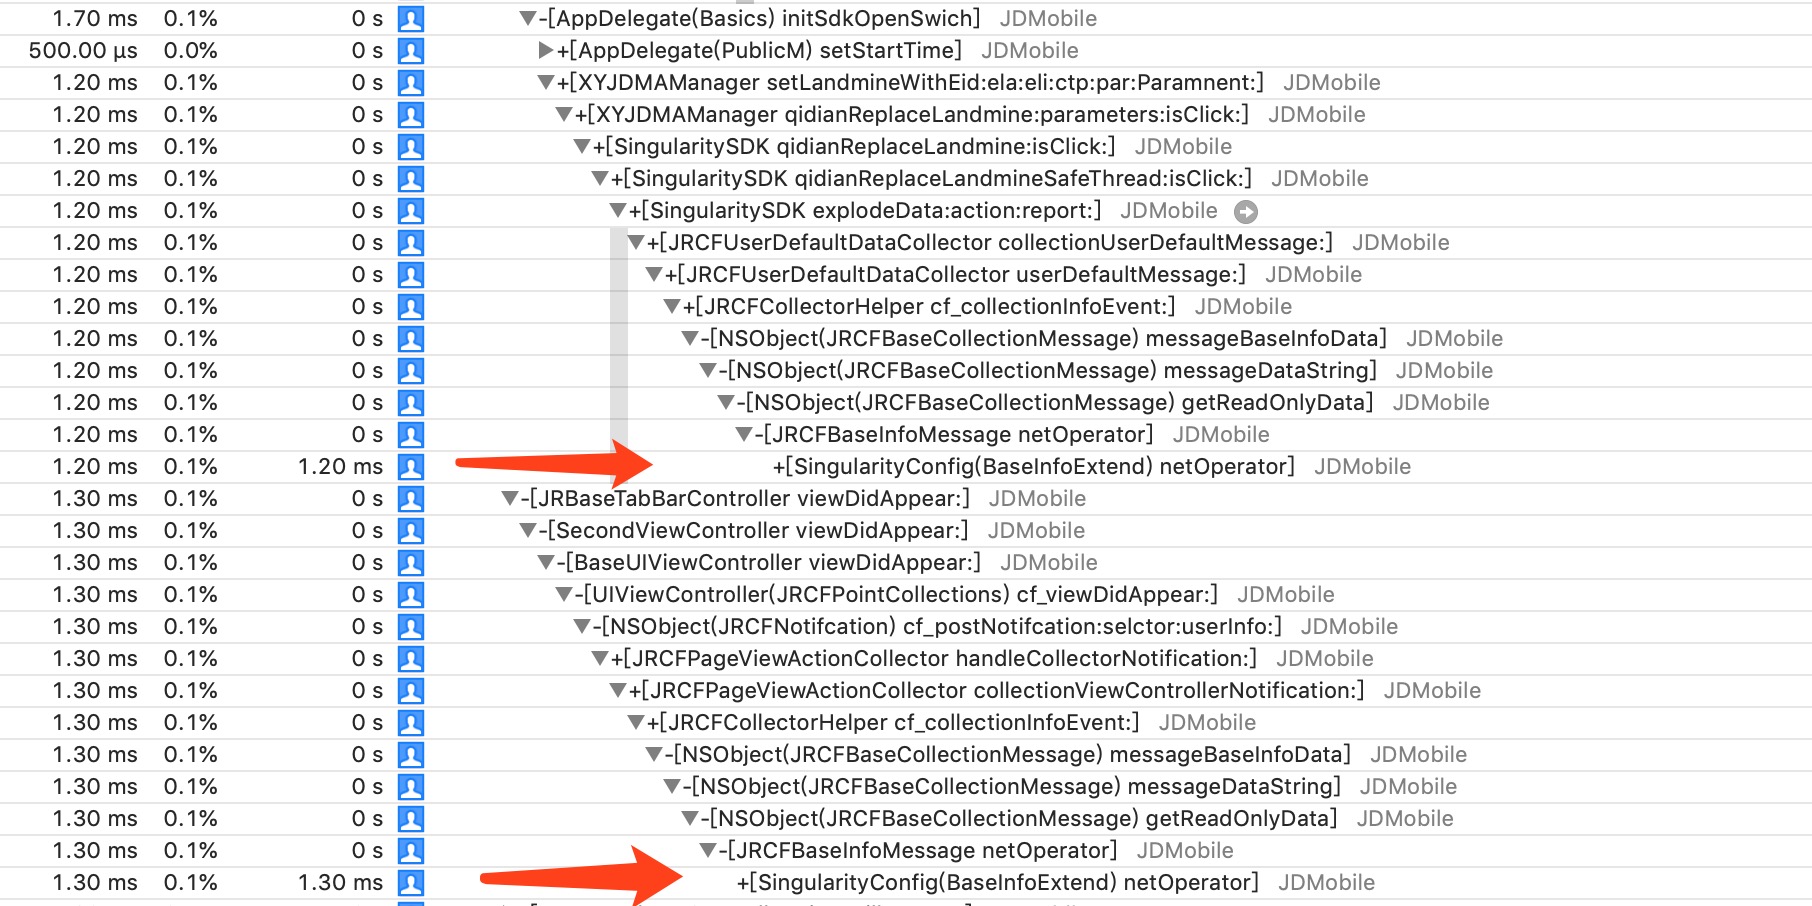 1.70 ms 0.1% 0 s -[AppDelegate(Basics) initSdkOpenSwich] JDMobile
500.00 µs 0.0% 0 s +[AppDelegate(PublicM) setStartTime] JDMobile
1.20 ms 0.1% 0 s +[XYJDMAManager setLandmineWithEid:ela:eli:ctp:par:Paramnent:] JDMobile
1.20 ms 0.1% 0 s +[XYJDMAManager qidianReplaceLandmine:parameters:isClick:] JDMobile
1.20 ms 0.1% 0 s +[SingularitySDK qidianReplaceLandmine:isClick:] JDMobile
1.20 ms 0.1% 0 s +[SingularitySDK qidianReplaceLandmineSafeThread:isClick:] JDMobile
1.20 ms 0.1% 0 s +[SingularitySDK explodeData:action:report:] JDMobile
1.20 ms 0.1% 0 s +[JRCFUserDefaultDataCollector collectionUserDefaultMessage:] JDMobile
1.20 ms 0.1% 0 s +[JRCFUserDefaultDataCollector userDefaultMessage:] JDMobile
1.20 ms 0.1% 0 s +[JRCFCollectorHelper cf_collectionInfoEvent:] JDMobile
1.20 ms 0.1% 0 s -[NSObject(JRCFBaseCollectionMessage) messageBaseInfoData] JDMobile
1.20 ms 0.1% 0 s -[NSObject(JRCFBaseCollectionMessage) messageDataString] JDMobile
1.20 ms 0.1% 0 s -[NSObject(JRCFBaseCollectionMessage) getReadOnlyData] JDMobile
1.20 ms 0.1% 0 s -[JRCFBaseInfoMessage netOperator] JDMobile
1.20 ms 0.1% 1.20 ms +[SingularityConfig(BaseInfoExtend) netOperator] JDMobile
1.30 ms 0.1% 0 s -[JRBaseTabBarController viewDidAppear:] JDMobile
1.30 ms 0.1% 0 s -[SecondViewController viewDidAppear:] JDMobile
1.30 ms 0.1% 0 s -[BaseUIViewController viewDidAppear:] JDMobile
1.30 ms 0.1% 0 s -[UIViewController(JRCFPointCollections) cf_viewDidAppear:] JDMobile
1.30 ms 0.1% 0 s -[NSObject(JRCFNotifcation) cf_postNotifcation:selctor:userInfo:] JDMobile
1.30 ms 0.1% 0 s +[JRCFPageViewActionCollector handleCollectorNotification:] JDMobile
1.30 ms 0.1% 0 s +[JRCFPageViewActionCollector collectionViewControllerNotification:] JDMobile
1.30 ms 0.1% 0 s +[JRCFCollectorHelper cf_collectionInfoEvent:] JDMobile
1.30 ms 0.1% 0 s -[NSObject(JRCFBaseCollectionMessage) messageBaseInfoData] JDMobile
1.30 ms 0.1% 0 s -[NSObject(JRCFBaseCollectionMessage) messageDataString] JDMobile
1.30 ms 0.1% 0 s -[NSObject(JRCFBaseCollectionMessage) getReadOnlyData] JDMobile
1.30 ms 0.1% 0 s -[JRCFBaseInfoMessage netOperator] JDMobile
1.30 ms 0.1% 1.30 ms +[SingularityConfig(BaseInfoExtend) netOperator] JDMobile